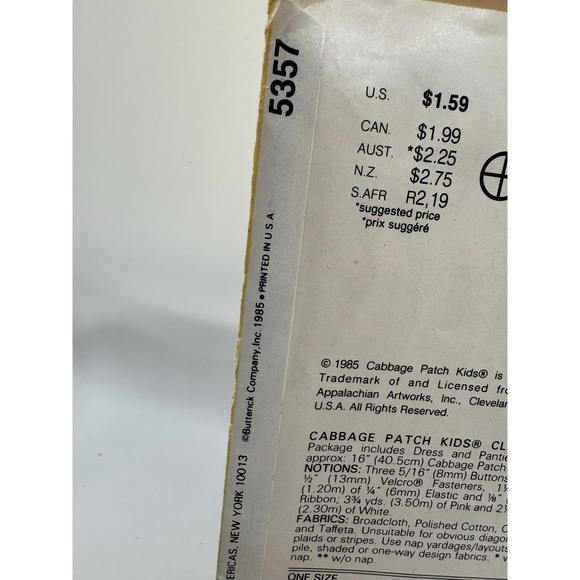 5357
©Butterick Company, Inc. 1985 ● PRINTED IN U S A
ERICAS, NEW YORK 10013
U.S. $1.59
CAN. $1.99
AUST. *$2.25
N.Z. $2.75
S.AFR R2,19
*suggested price
*prix suggéré
© 1985 Cabbage Patch Kids® is
Trademark of and Licensed fro
Appalachian Artworks, Inc., Clevelan
U.S.A. All Rights Reserved.
CABBAGE PATCH KIDS® CL
Package includes Dress and Pantie
approx. 16" (40.5cm) Cabbage Patch
NOTIONS: Three 5/16" (8mm) Buttons
½" (13mm) Velcro® Fasteners,
(1.20m) of ¼" (6mm) Elastic and ⅛"
Ribbon; 3¾ yds. (3.50m) of Pink and
(2.30m) of White.
FABRICS: Broadcloth, Polished Cotton, C
and Taffeta. Unsuitable for obvious diagon
plaids or stripes. Use nap yardages/layouts
pile, shaded or one-way design fabrics. * w
nap. ** w/o nap.
ONE SIZE